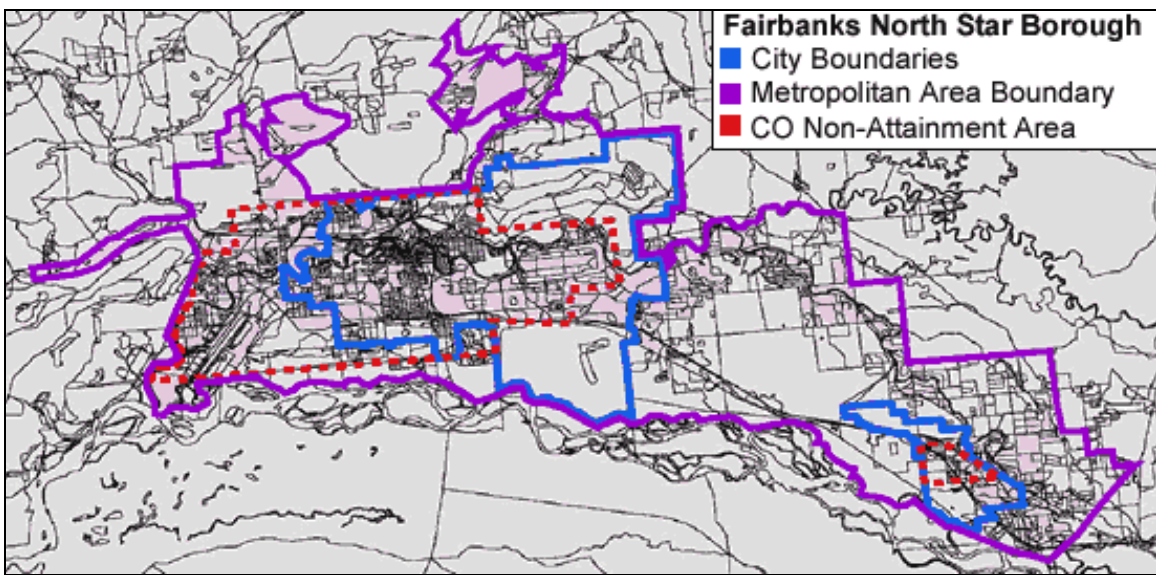 Fairbanks North Star Borough
City Boundaries
Metropolitan Area Boundary
CO Non-Attainment Area